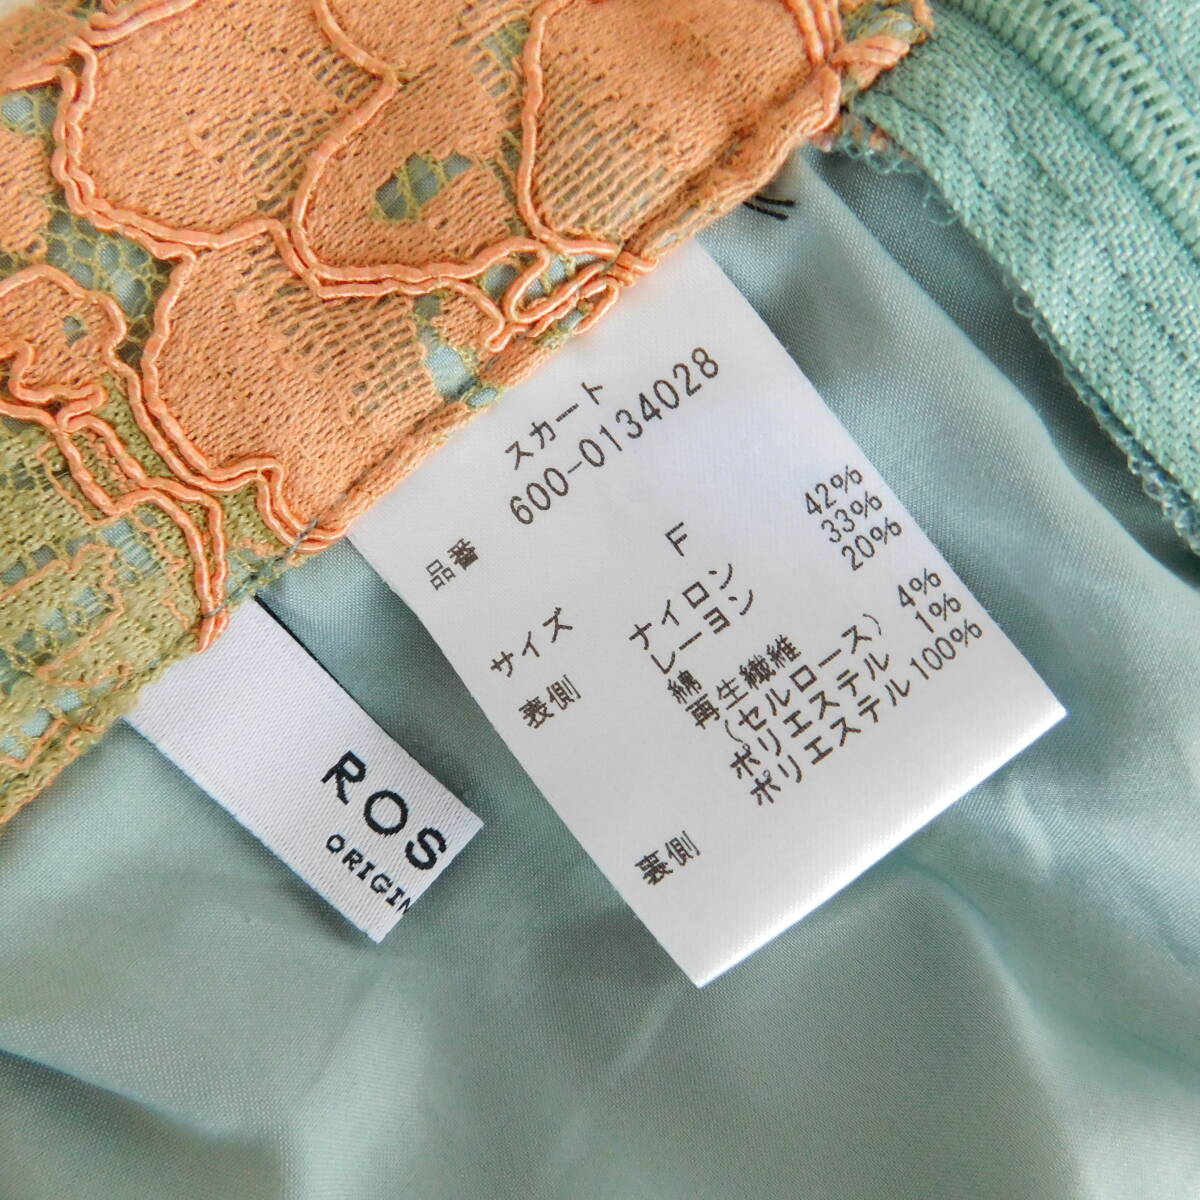 スカート
品番 600-0134028
サイズ F
表側 ナイロン 42%
レーヨン 33%
綿 20%
再生繊維
(セルロース) 4%
ポリエステル 1%
裏側 ポリエステル 100%
ROS
ORIGIN